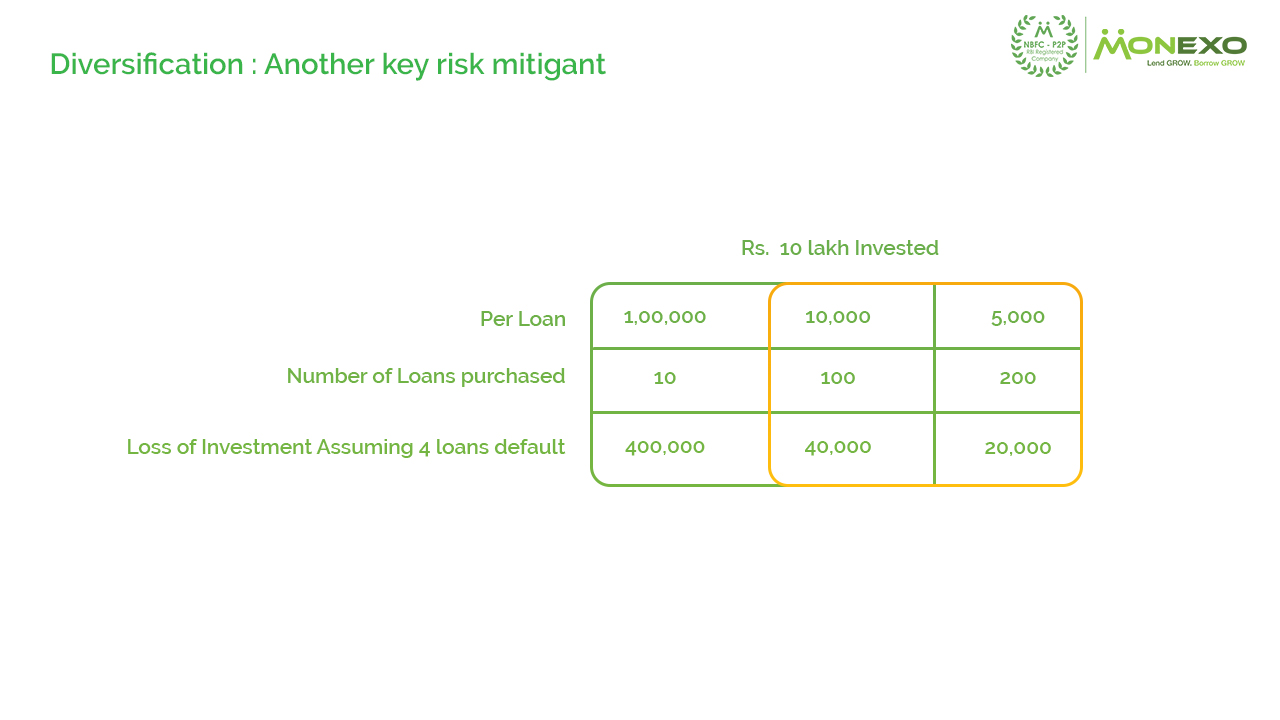 Diversification : Another key risk mitigant
NBFC - P2P
RBI Registered
Company
MONEXO
Lend GROW. Borrow GROW
Rs. 10 lakh Invested
Per Loan 1,00,000 10,000 5,000
Number of Loans purchased 10 100 200
Loss of Investment Assuming 4 loans default 400,000 40,000 20,000